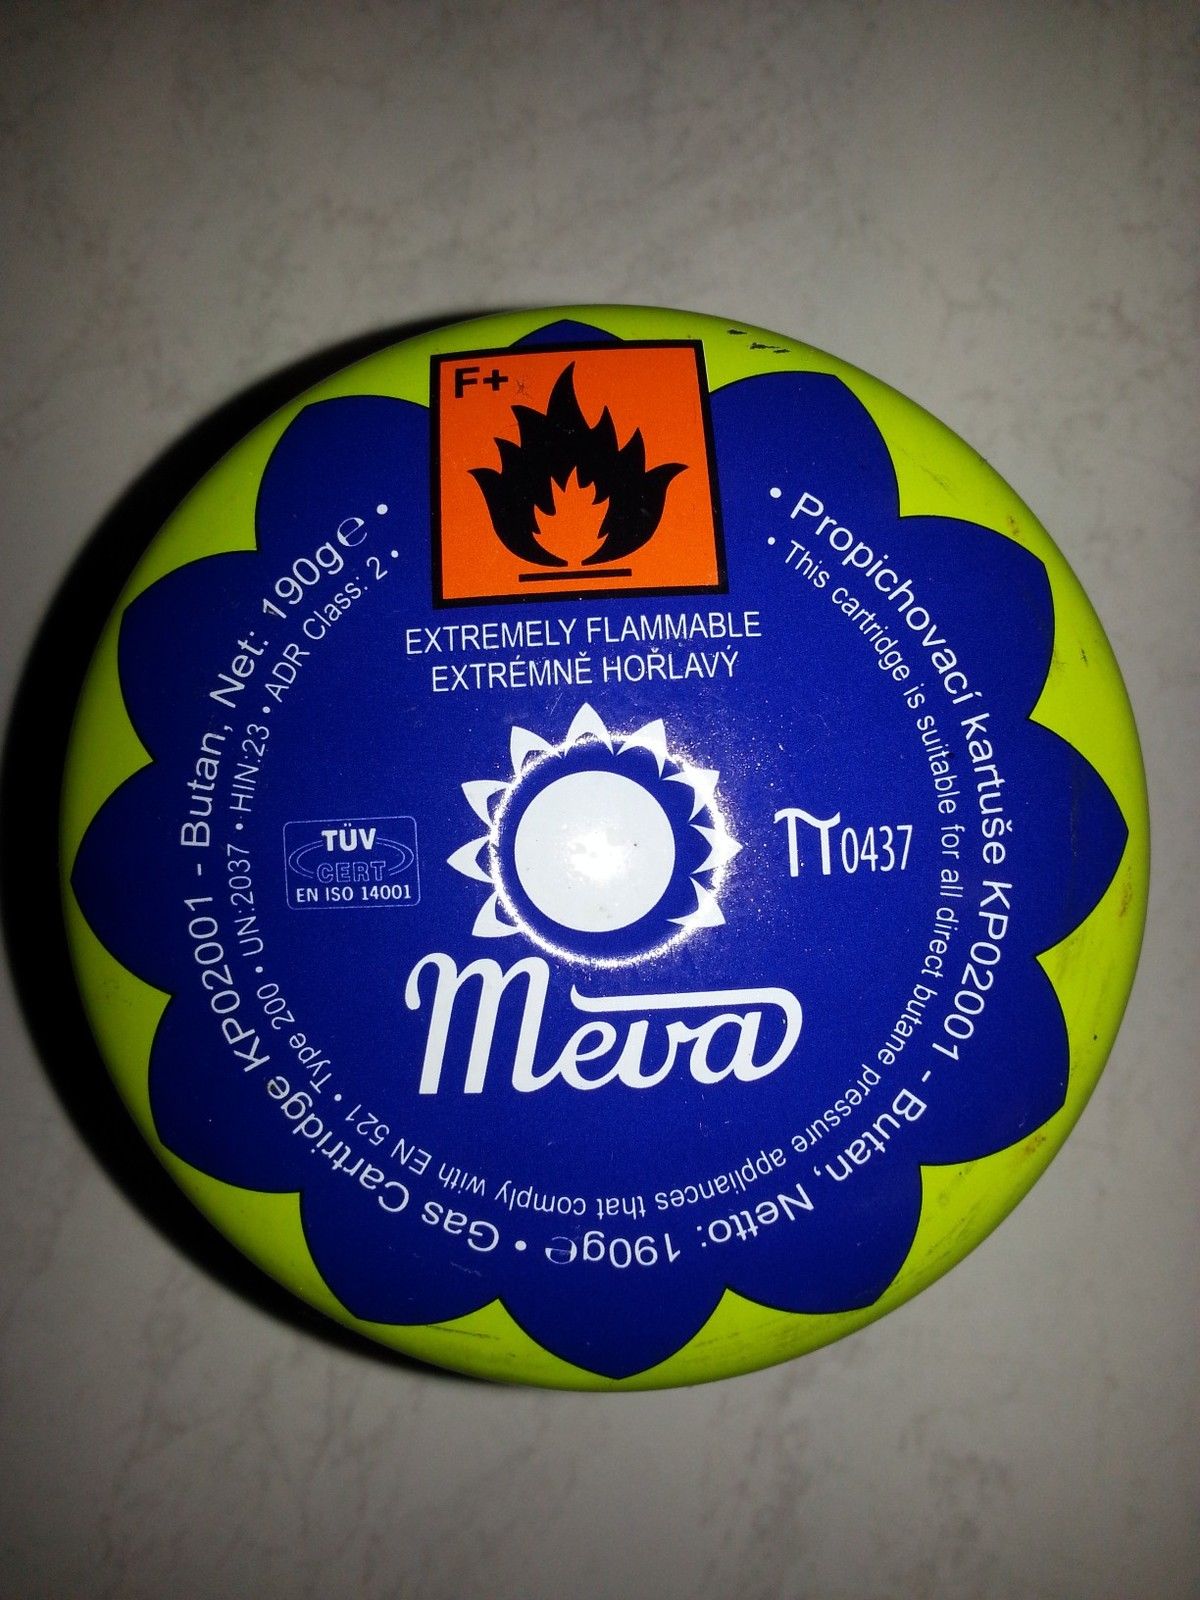 F+
EXTREMELY FLAMMABLE
EXTRÉMNĚ HOŘLAVÝ
• Propichovací kartuše KP02001 - Butan, Netto: 190g℮ • Gas Cartridge KP02001 - Butan, Net: 190g℮ •
• This cartridge is suitable for all direct butane pressure appliances that comply with EN 521 • Type 200 • UN:2037 • HIN:23 • ADR Class: 2 •
TÜV
CERT
EN ISO 14001
π0437
Meva